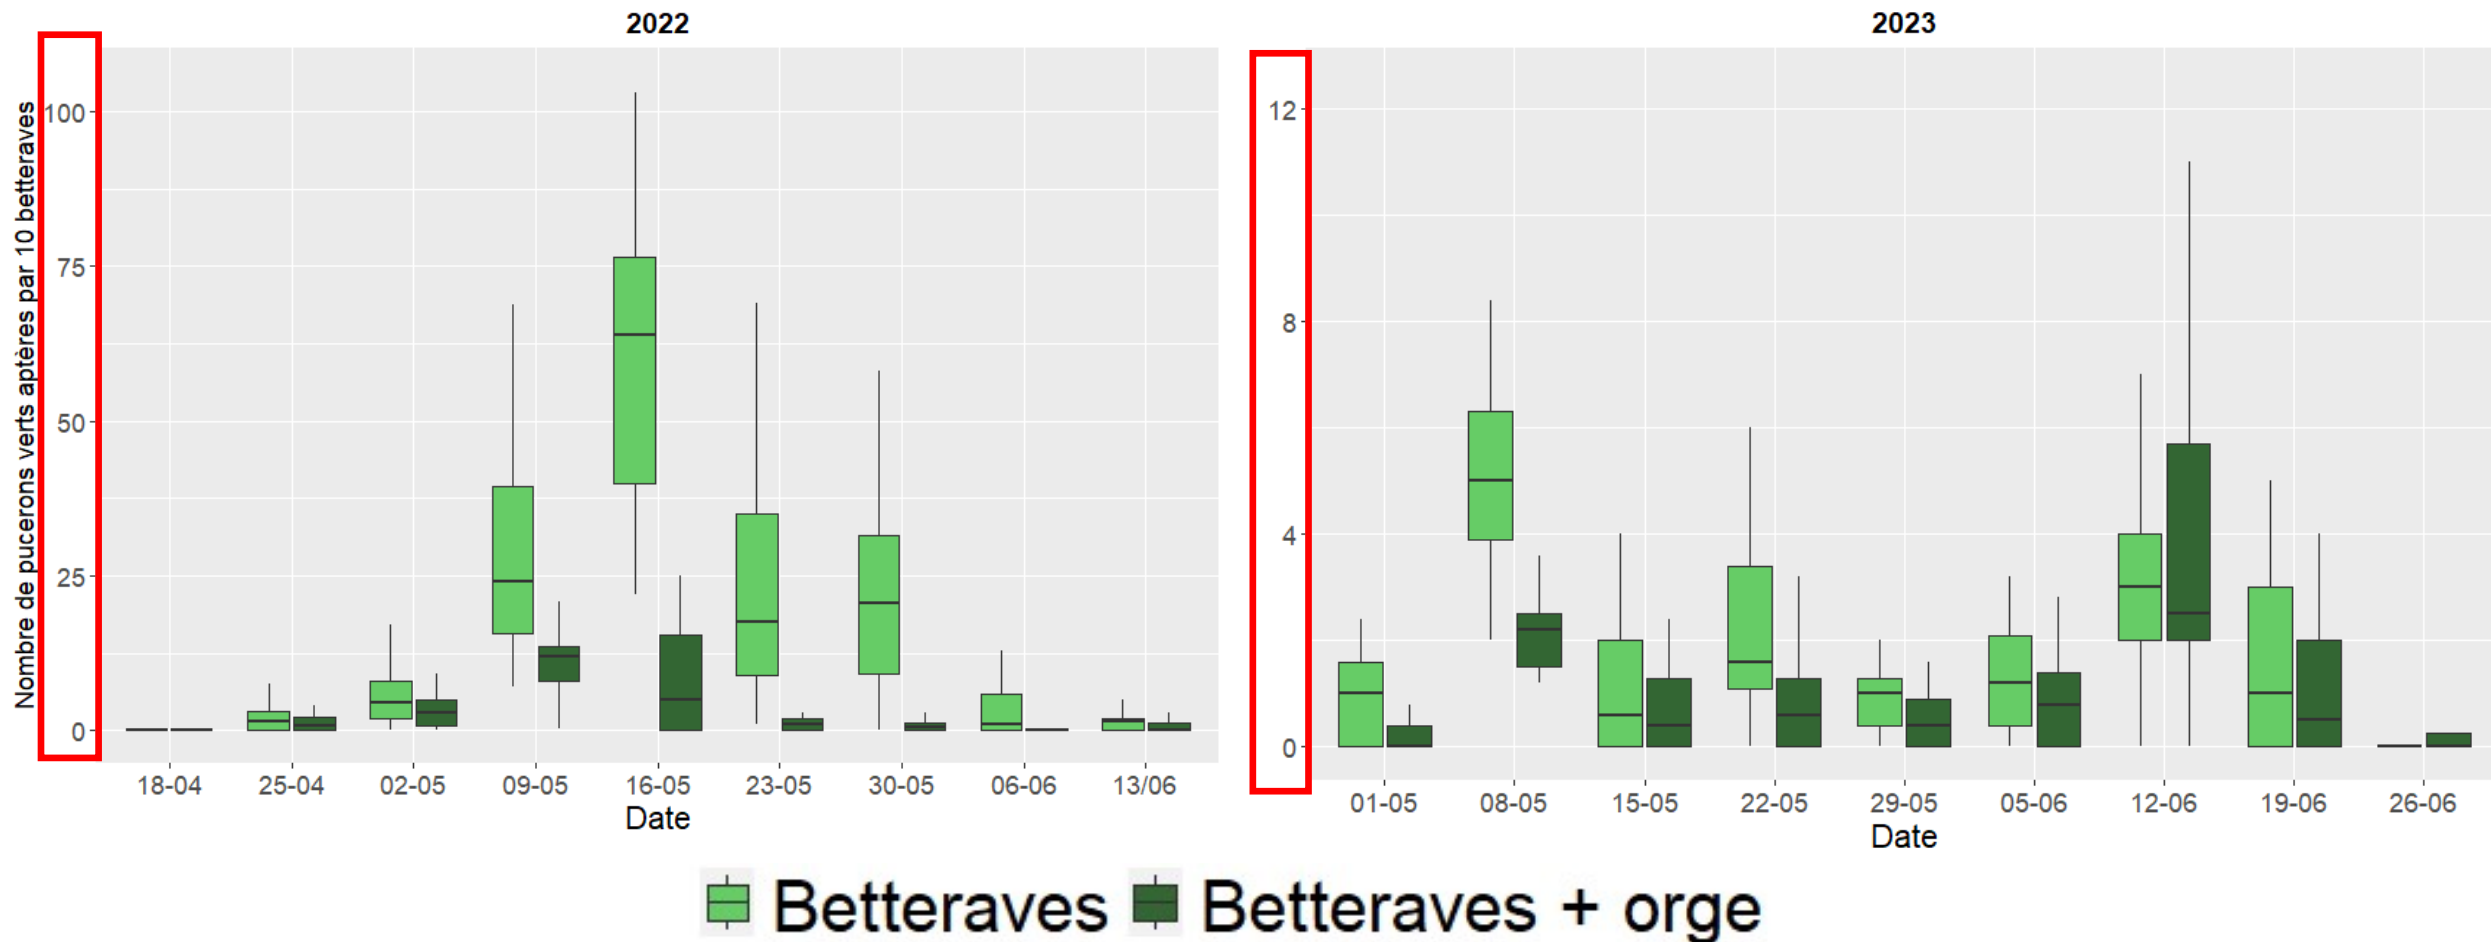 2022
Nombre de pucerons verts aptères par 10 betteraves
100
75
50
25
0
18-04 25-04 02-05 09-05 16-05 23-05 30-05 06-06 13/06
Date
2023
12
8
4
0
01-05 08-05 15-05 22-05 29-05 05-06 12-06 19-06 26-06
Date
Betteraves Betteraves + orge